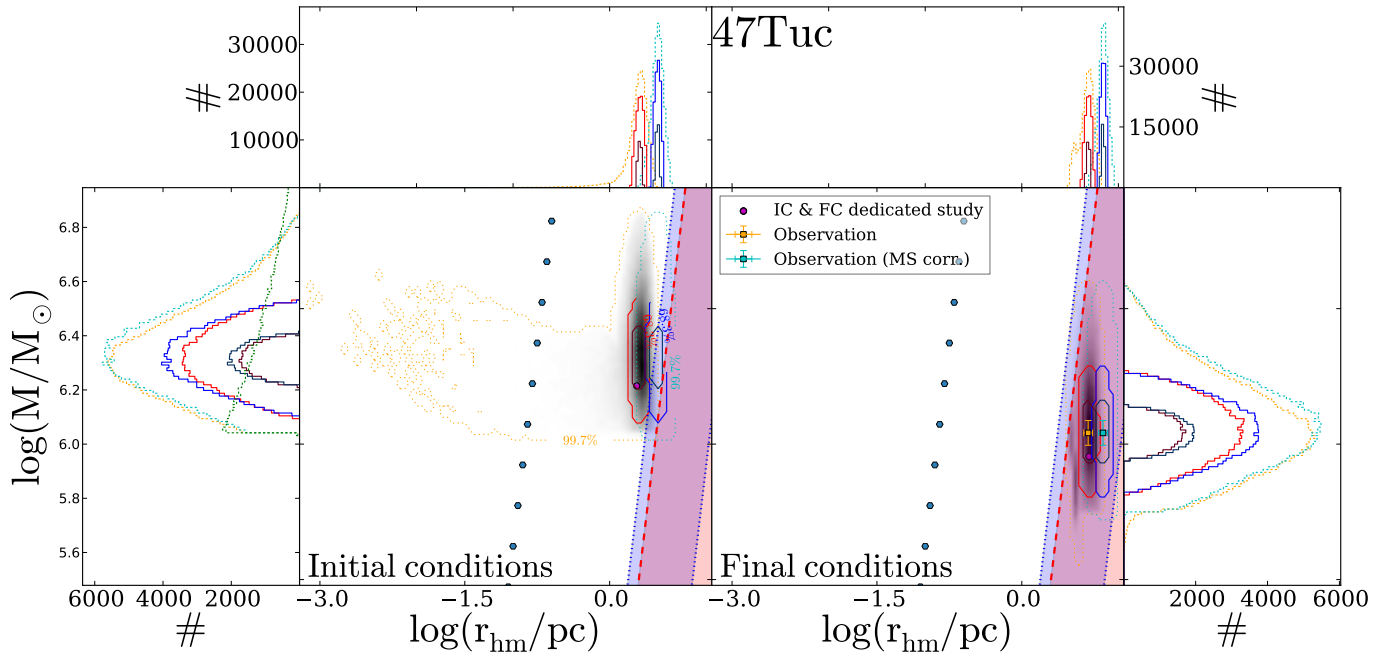 47Tuc
30000
20000
10000
#
30000
15000
#
6.8
6.6
6.4
6.2
6.0
5.8
5.6
log(M/M⊙)
IC & FC dedicated study
Observation
Observation (MS corr.)
99.7%
99.7%
Initial conditions
Final conditions
6000 4000 2000
−3.0 −1.5 0.0
−3.0 −1.5 0.0
2000 4000 6000
#
log(r_hm/pc)
log(r_hm/pc)
#